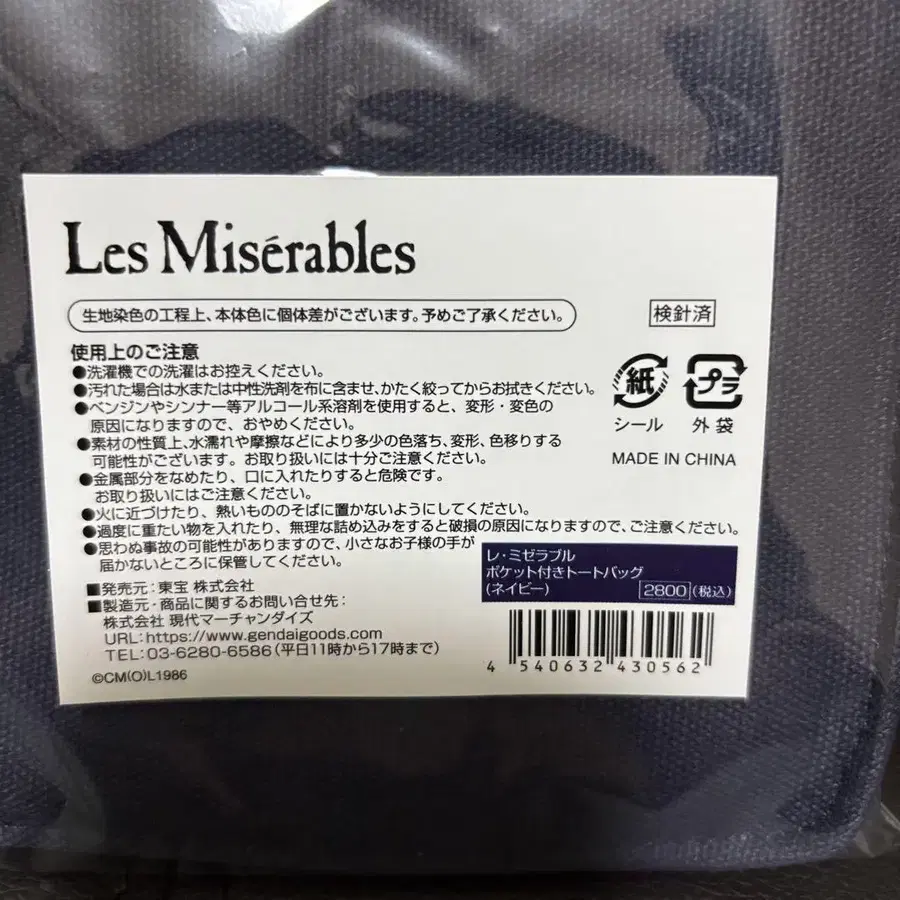 Les Misérables
生地染色の工程上、本体色に個体差がございます。予めご了承ください。
検針済
使用上のご注意
●洗濯機での洗濯はお控えください。
●汚れた場合は水または中性洗剤を布に含ませ、かたく絞ってからお拭きください。
●ベンジンやシンナー等アルコール系溶剤を使用すると、変形・変色の
原因になりますので、おやめください。
●素材の性質上、水濡れや摩擦などにより多少の色落ち、変形、色移りする
可能性がございます。お取り扱いには十分ご注意ください。
●金属部分をなめたり、口に入れたりすると危険です。
お取り扱いにはご注意ください。
●火に近づけたり、熱いもののそばに置かないようにしてください。
●過度に重たい物を入れたり、無理な詰め込みをすると破損の原因になりますので、ご注意ください。
●思わぬ事故の可能性がありますので、小さなお子様の手が
届かないところに保管してください。
紙
プラ
シール
外袋
MADE IN CHINA
■発売元：東宝 株式会社
■製造元・商品に関するお問い合せ先：
株式会社 現代マーチャンダイズ
URL：https://www.gendaigoods.com
TEL：03-6280-6586（平日11時から17時まで）
©CM(O)L1986
レ・ミゼラブル
ポケット付きトートバッグ
(ネイビー)
2800(税込)
4 540632 430562